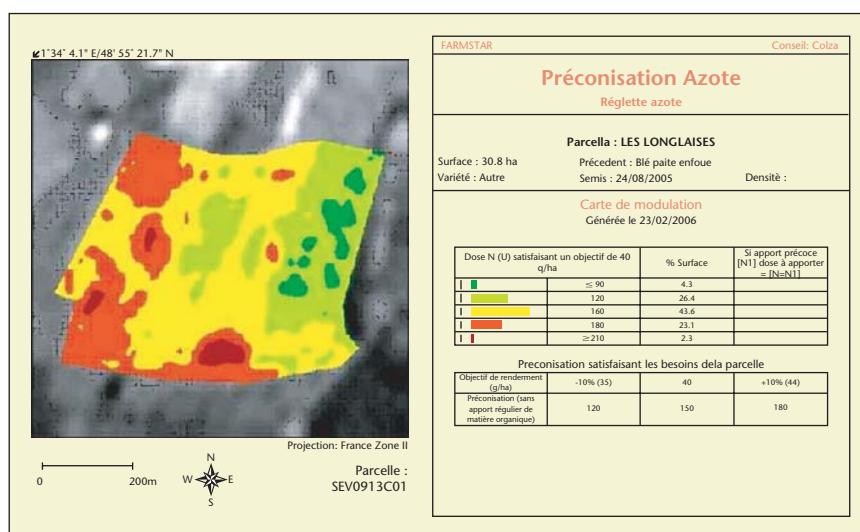 ↙1°34' 4.1" E/48° 55' 21.7" N
Projection: France Zone II
0 200m
N
W E
S
Parcelle :
SEV0913C01
FARMSTAR Conseil: Colza
Préconisation Azote
Réglette azote
Parcella : LES LONGLAISES
Surface : 30.8 ha Précedent : Blé paite enfoue
Variété : Autre Semis : 24/08/2005 Densitè :
Carte de modulation
Générée le 23/02/2006
Dose N (U) satisfaisant un objectif de 40
q/ha
% Surface
Si apport précoce
[N1] dose à apporter
= [N=N1]
≤ 90 4.3
120 26.4
160 43.6
180 23.1
≥210 2.3
Preconisation satisfaisant les besoins dela parcelle
Objectif de rendement
(g/ha)
-10% (35) 40 +10% (44)
Préconisation (sans
apport régulier de
matière organique)
120 150 180